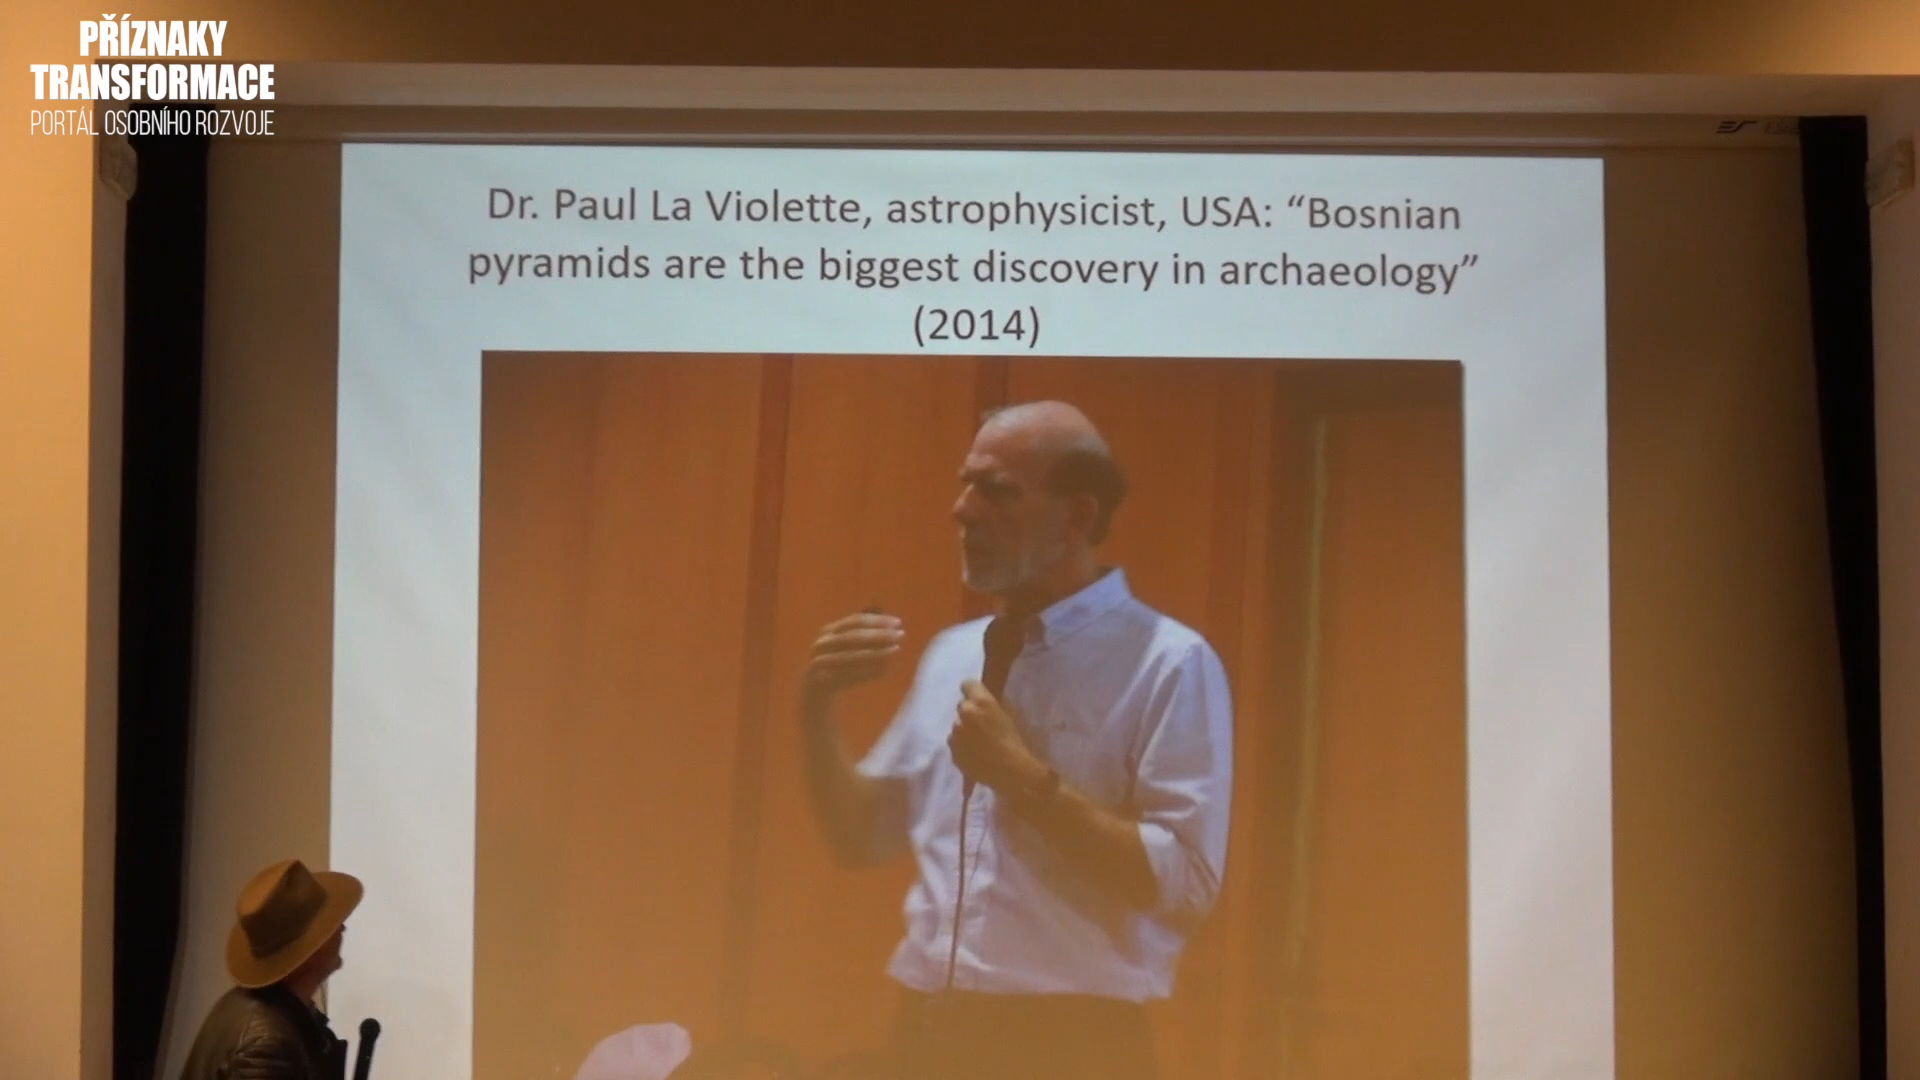 PŘÍZNAKY
TRANSFORMACE
PORTÁL OSOBNÍHO ROZVOJE
Dr. Paul La Violette, astrophysicist, USA: “Bosnian
pyramids are the biggest discovery in archaeology”
(2014)